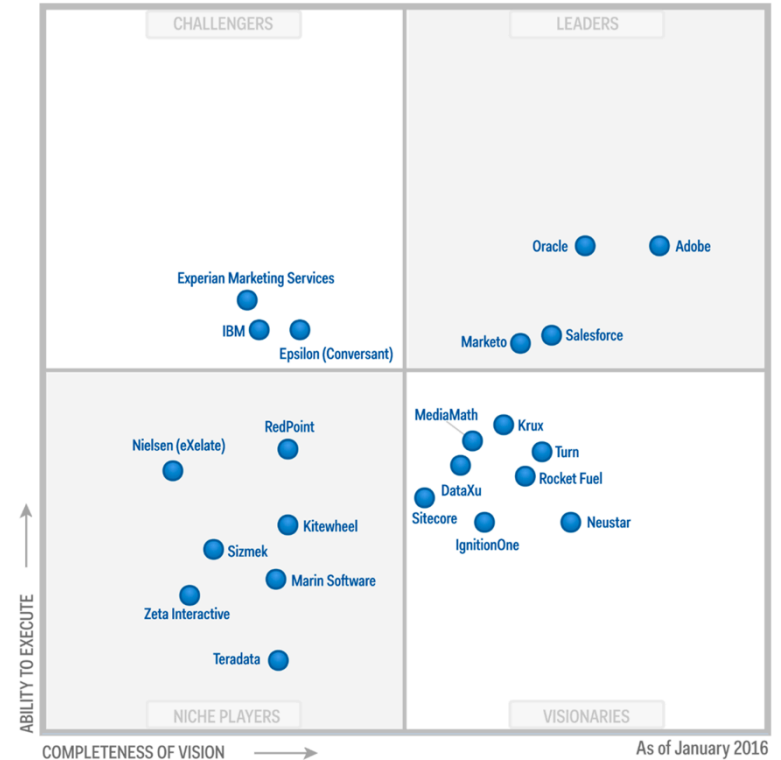 CHALLENGERS
LEADERS
Oracle
Adobe
Experian Marketing Services
IBM
Epsilon (Conversant)
Marketo
Salesforce
MediaMath
Krux
RedPoint
Nielsen (eXelate)
Turn
Rocket Fuel
DataXu
Sitecore
Neustar
IgnitionOne
Kitewheel
Sizmek
Marin Software
Zeta Interactive
Teradata
ABILITY TO EXECUTE
NICHE PLAYERS
VISIONARIES
COMPLETENESS OF VISION
As of January 2016